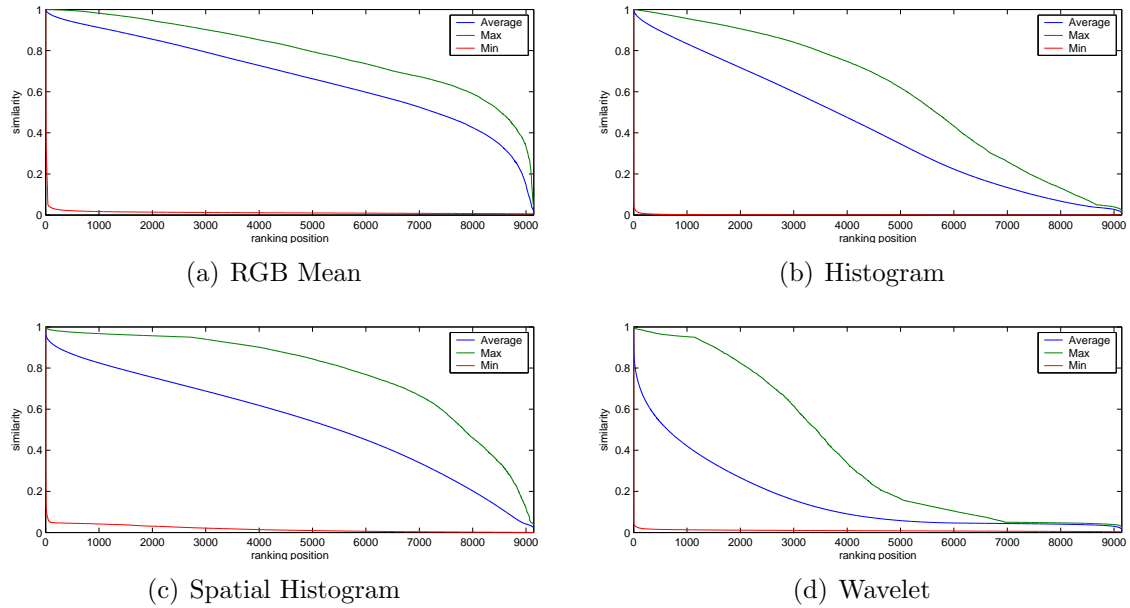 1
0.8
0.6
0.4
0.2
0
similarity
0 1000 2000 3000 4000 5000 6000 7000 8000 9000
ranking position
Average
Max
Min
(a) RGB Mean
1
0.8
0.6
0.4
0.2
0
similarity
0 1000 2000 3000 4000 5000 6000 7000 8000 9000
ranking position
Average
Max
Min
(b) Histogram
1
0.8
0.6
0.4
0.2
0
similarity
0 1000 2000 3000 4000 5000 6000 7000 8000 9000
ranking position
Average
Max
Min
(c) Spatial Histogram
1
0.8
0.6
0.4
0.2
0
similarity
0 1000 2000 3000 4000 5000 6000 7000 8000 9000
ranking position
Average
Max
Min
(d) Wavelet